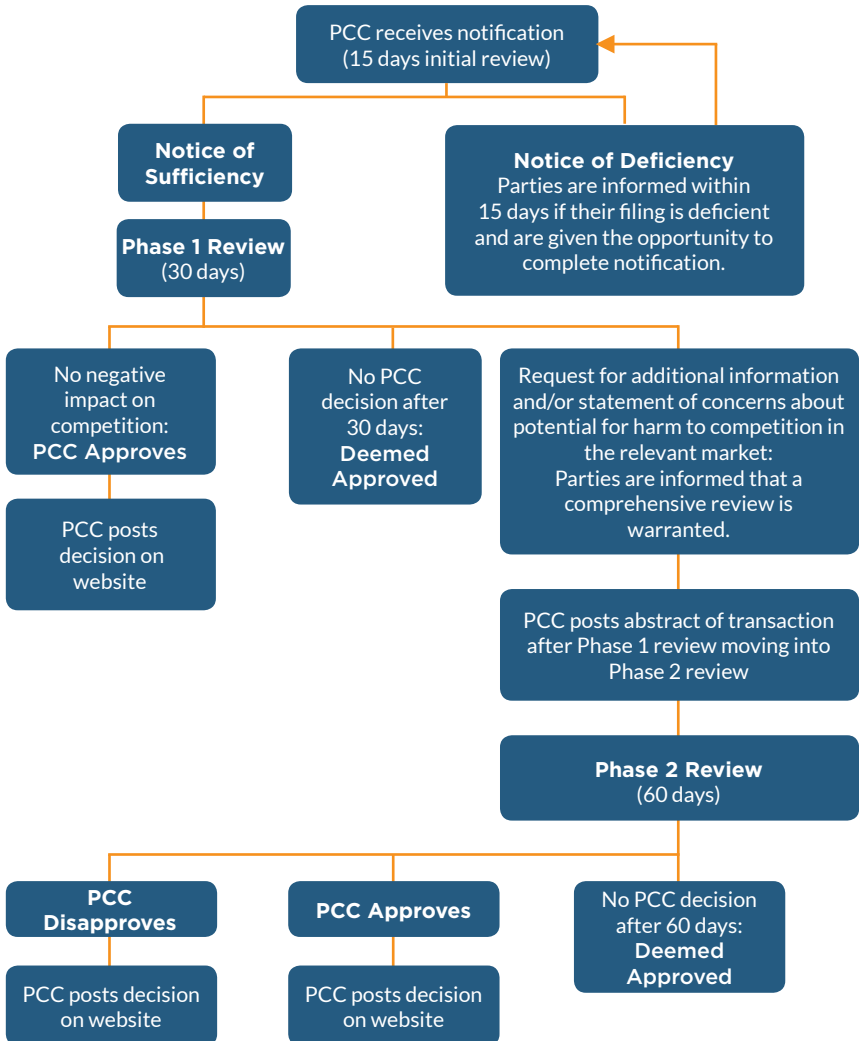 PCC receives notification
(15 days initial review)
Notice of
Sufficiency
Notice of Deficiency
Parties are informed within
15 days if their filing is deficient
and are given the opportunity to
complete notification.
Phase 1 Review
(30 days)
No negative
impact on
competition:
PCC Approves
No PCC
decision after
30 days:
Deemed
Approved
Request for additional information
and/or statement of concerns about
potential for harm to competition in
the relevant market:
Parties are informed that a
comprehensive review is
warranted.
PCC posts
decision on
website
PCC posts abstract of transaction
after Phase 1 review moving into
Phase 2 review
Phase 2 Review
(60 days)
PCC
Disapproves
PCC Approves
No PCC decision
after 60 days:
Deemed
Approved
PCC posts decision
on website
PCC posts decision
on website